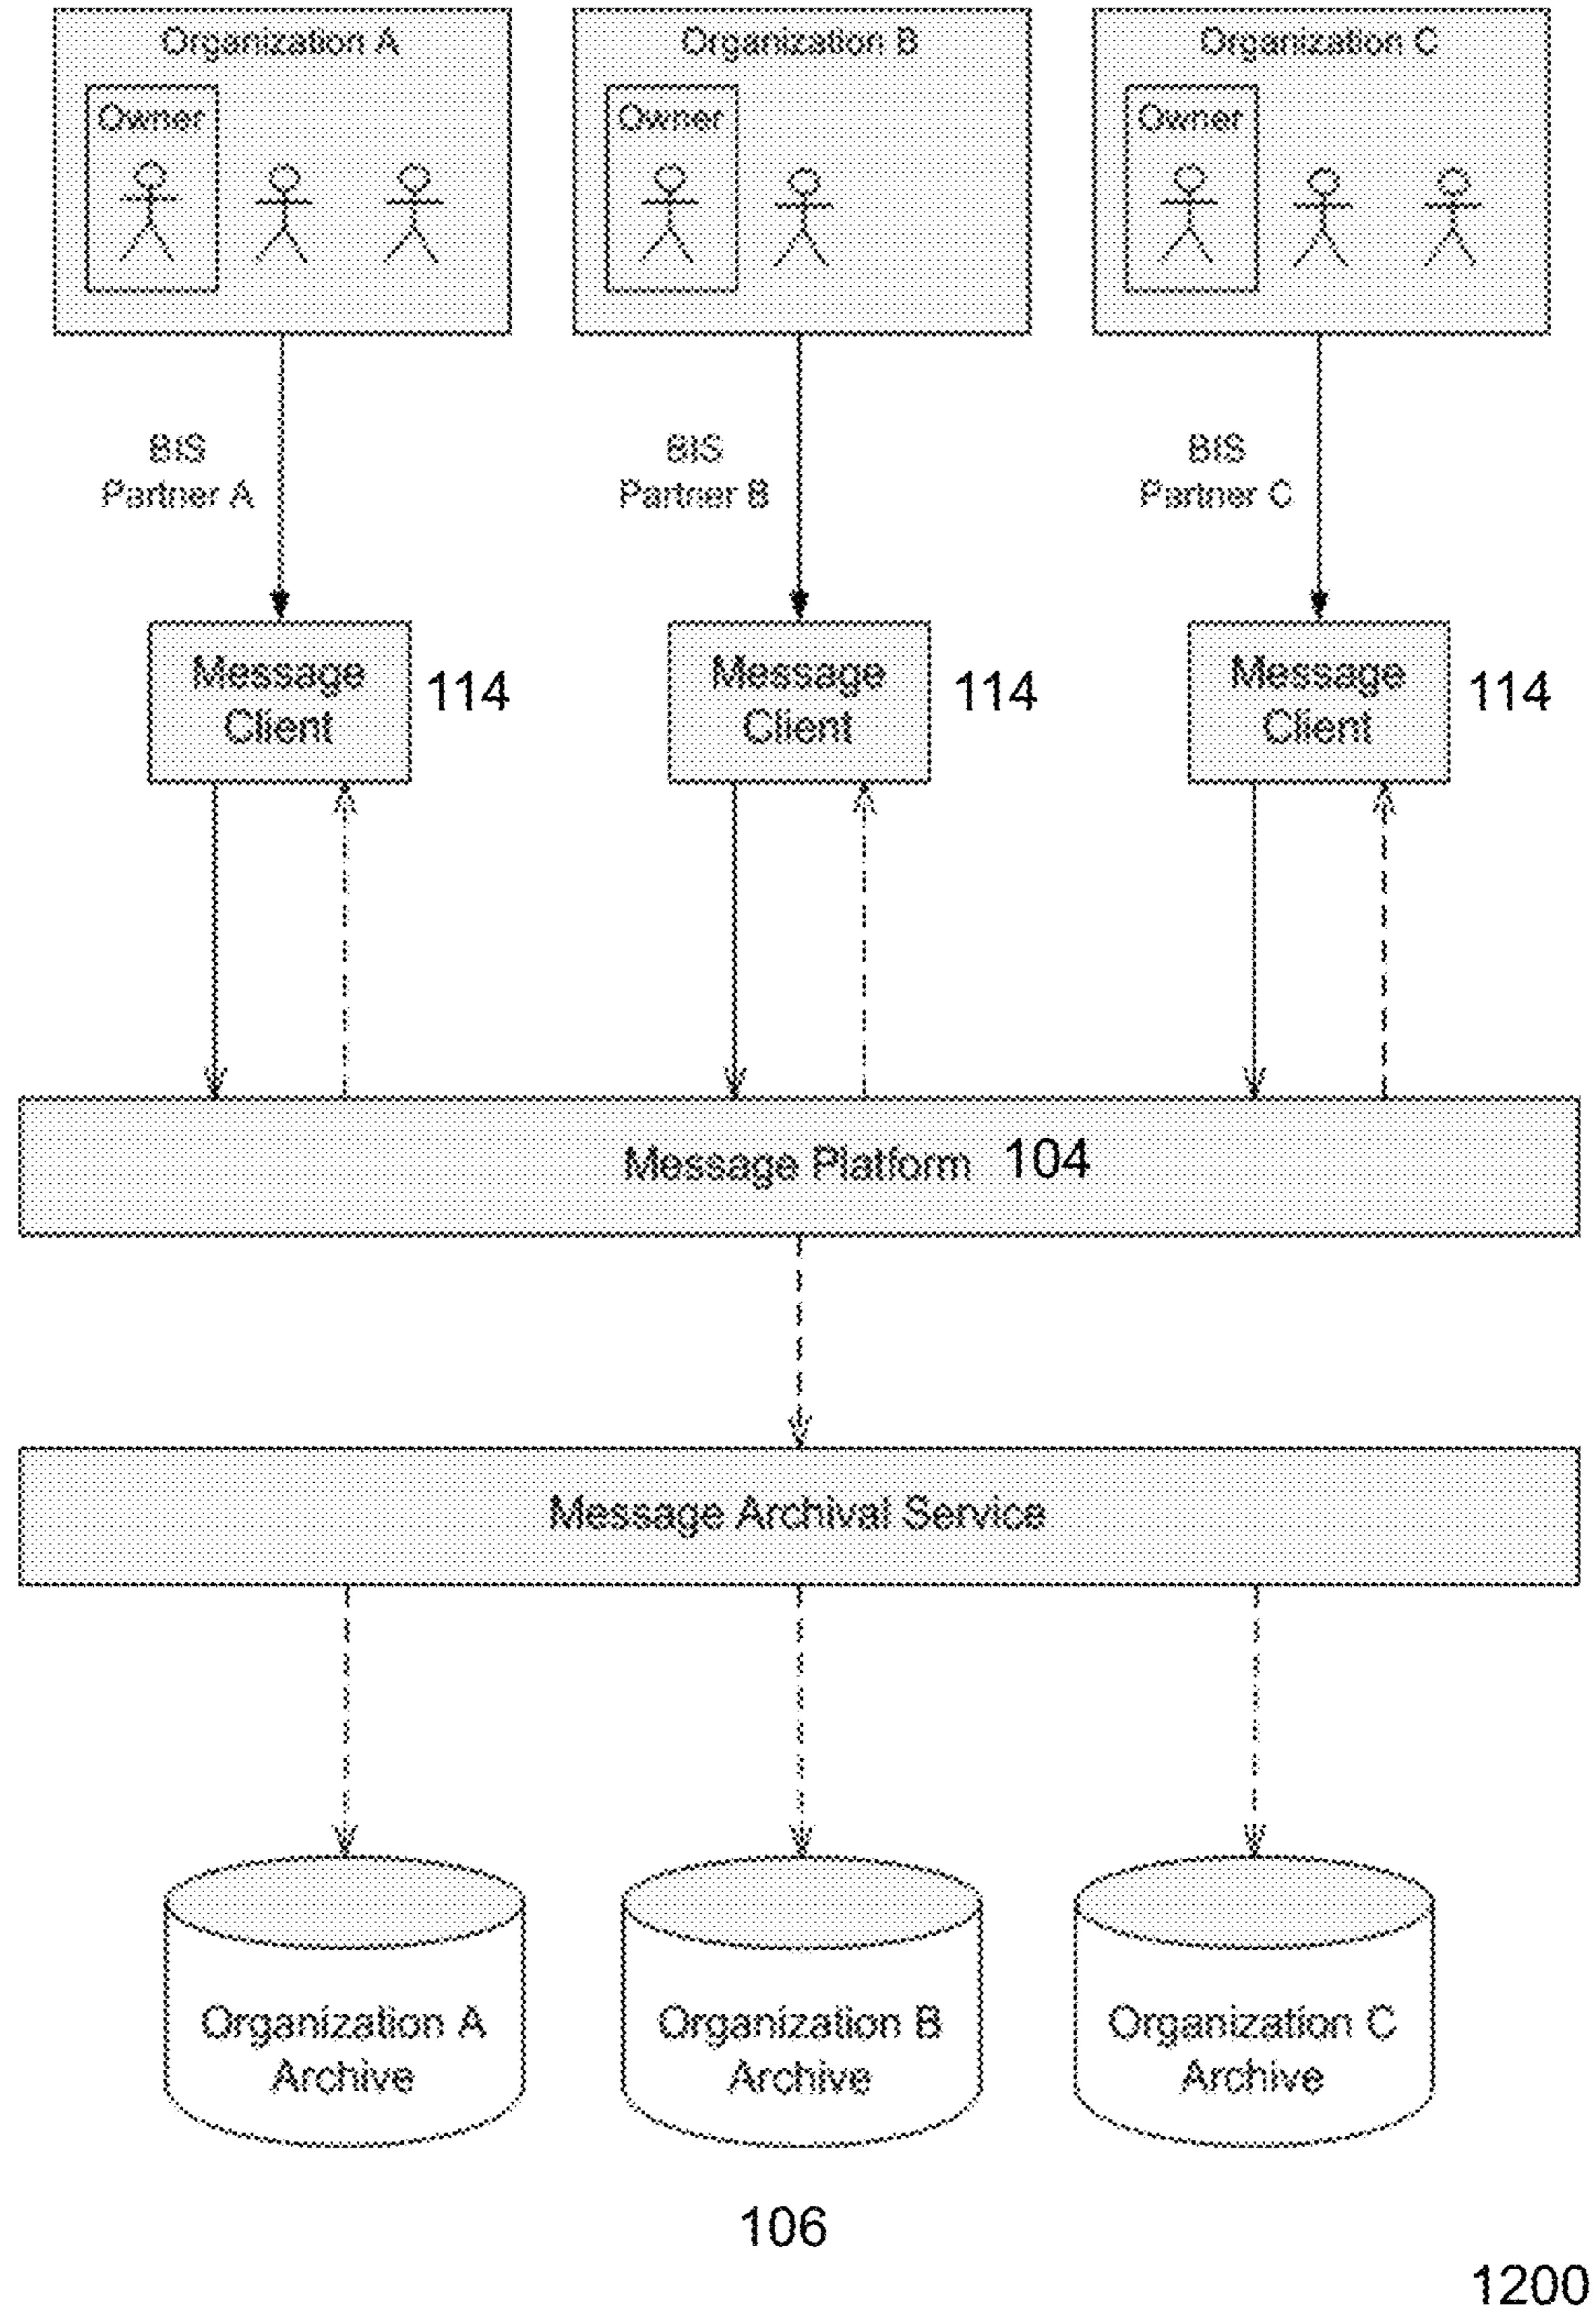 Organization A
Organization B
Organization C
Owner
Owner
Owner
BIS
Partner A
BIS
Partner B
BIS
Partner C
Message
Client
114
Message
Client
114
Message
Client
114
Message Platform 104
Message Archival Service
Organization A
Archive
Organization B
Archive
Organization C
Archive
106
1200